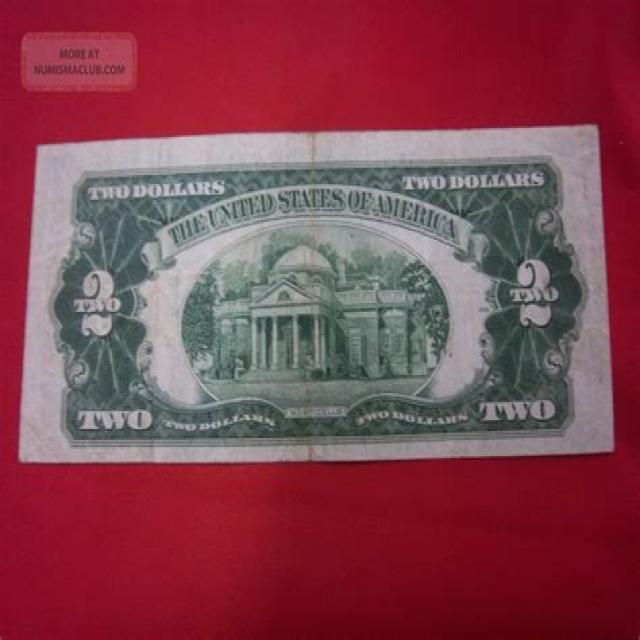 MORE AT
NUMISMACLUB.COM
TWO DOLLARS TWO DOLLARS
THE UNITED STATES OF AMERICA
2 2
TWO TWO
TWO TWO DOLLARS TWO DOLLARS TWO